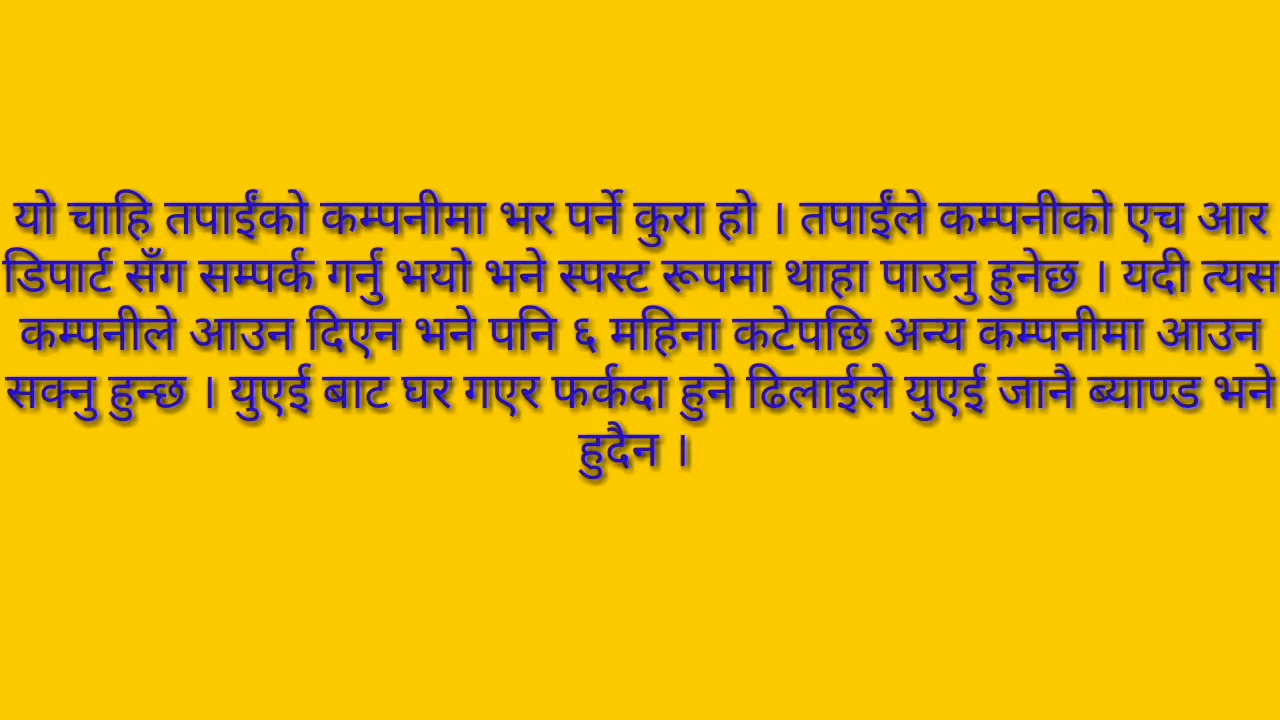 यो चाहि तपाईंको कम्पनीमा भर पर्ने कुरा हो । तपाईंले कम्पनीको एच आर
डिपार्ट सँग सम्पर्क गर्नु भयो भने स्पस्ट रूपमा थाहा पाउनु हुनेछ । यदी त्यस
कम्पनीले आउन दिएन भने पनि ६ महिना कटेपछि अन्य कम्पनीमा आउन
सक्नु हुन्छ । युएई बाट घर गएर फर्कदा हुने ढिलाईले युएई जानै ब्याण्ड भने
हुदैन ।